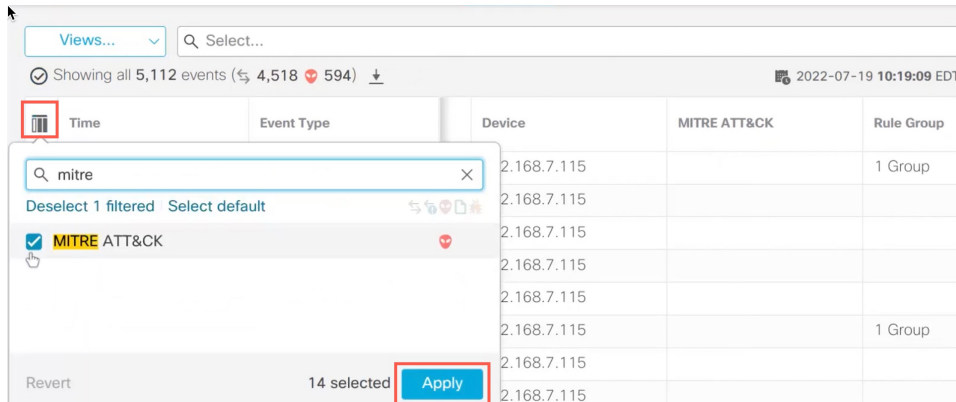 Views... Select...
Showing all 5,112 events (4,518 594)
2022-07-19 10:19:09 EDT
Time Event Type Device MITRE ATT&CK Rule Group
mitre
Deselect 1 filtered Select default
MITRE ATT&CK
2.168.7.115 1 Group
2.168.7.115
2.168.7.115
2.168.7.115
2.168.7.115
2.168.7.115 1 Group
2.168.7.115
2.168.7.115
Revert 14 selected Apply